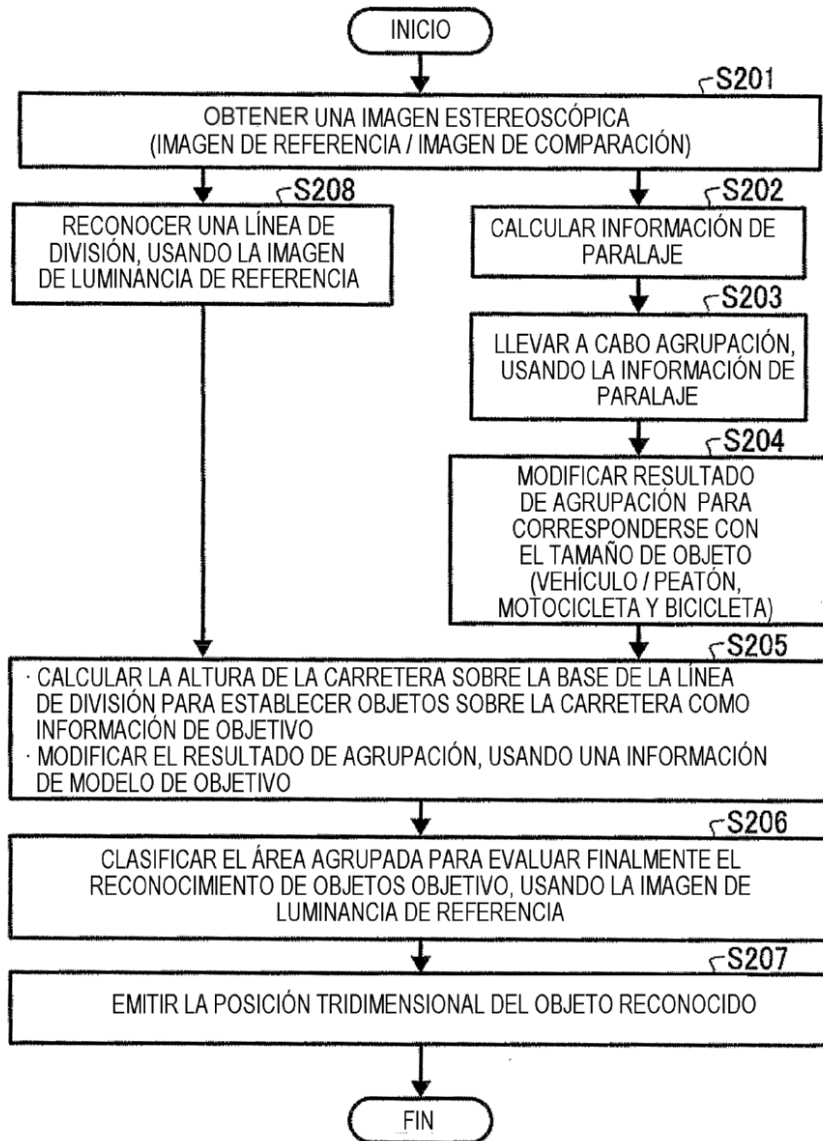 INICIO
S201
OBTENER UNA IMAGEN ESTEREOSCÓPICA
(IMAGEN DE REFERENCIA / IMAGEN DE COMPARACIÓN)
S208
RECONOCER UNA LÍNEA DE
DIVISIÓN, USANDO LA IMAGEN
DE LUMINANCIA DE REFERENCIA
S202
CALCULAR INFORMACIÓN DE
PARALAJE
S203
LLEVAR A CABO AGRUPACIÓN,
USANDO LA INFORMACIÓN DE
PARALAJE
S204
MODIFICAR RESULTADO
DE AGRUPACIÓN PARA
CORRESPONDERSE CON
EL TAMAÑO DE OBJETO
(VEHÍCULO / PEATÓN,
MOTOCICLETA Y BICICLETA)
S205
· CALCULAR LA ALTURA DE LA CARRETERA SOBRE LA BASE DE LA LÍNEA
DE DIVISIÓN PARA ESTABLECER OBJETOS SOBRE LA CARRETERA COMO
INFORMACIÓN DE OBJETIVO
· MODIFICAR EL RESULTADO DE AGRUPACIÓN, USANDO UNA INFORMACIÓN
DE MODELO DE OBJETIVO
S206
CLASIFICAR EL ÁREA AGRUPADA PARA EVALUAR FINALMENTE EL
RECONOCIMIENTO DE OBJETOS OBJETIVO, USANDO LA IMAGEN DE
LUMINANCIA DE REFERENCIA
S207
EMITIR LA POSICIÓN TRIDIMENSIONAL DEL OBJETO RECONOCIDO
FIN